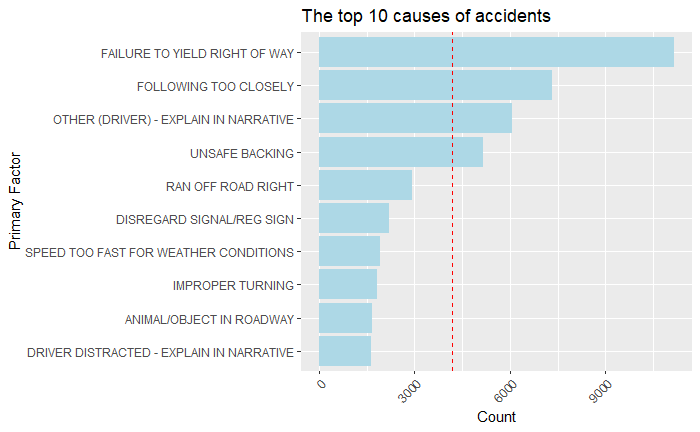 The top 10 causes of accidents
Primary Factor
FAILURE TO YIELD RIGHT OF WAY
FOLLOWING TOO CLOSELY
OTHER (DRIVER) - EXPLAIN IN NARRATIVE
UNSAFE BACKING
RAN OFF ROAD RIGHT
DISREGARD SIGNAL/REG SIGN
SPEED TOO FAST FOR WEATHER CONDITIONS
IMPROPER TURNING
ANIMAL/OBJECT IN ROADWAY
DRIVER DISTRACTED - EXPLAIN IN NARRATIVE
0
3000
6000
9000
Count